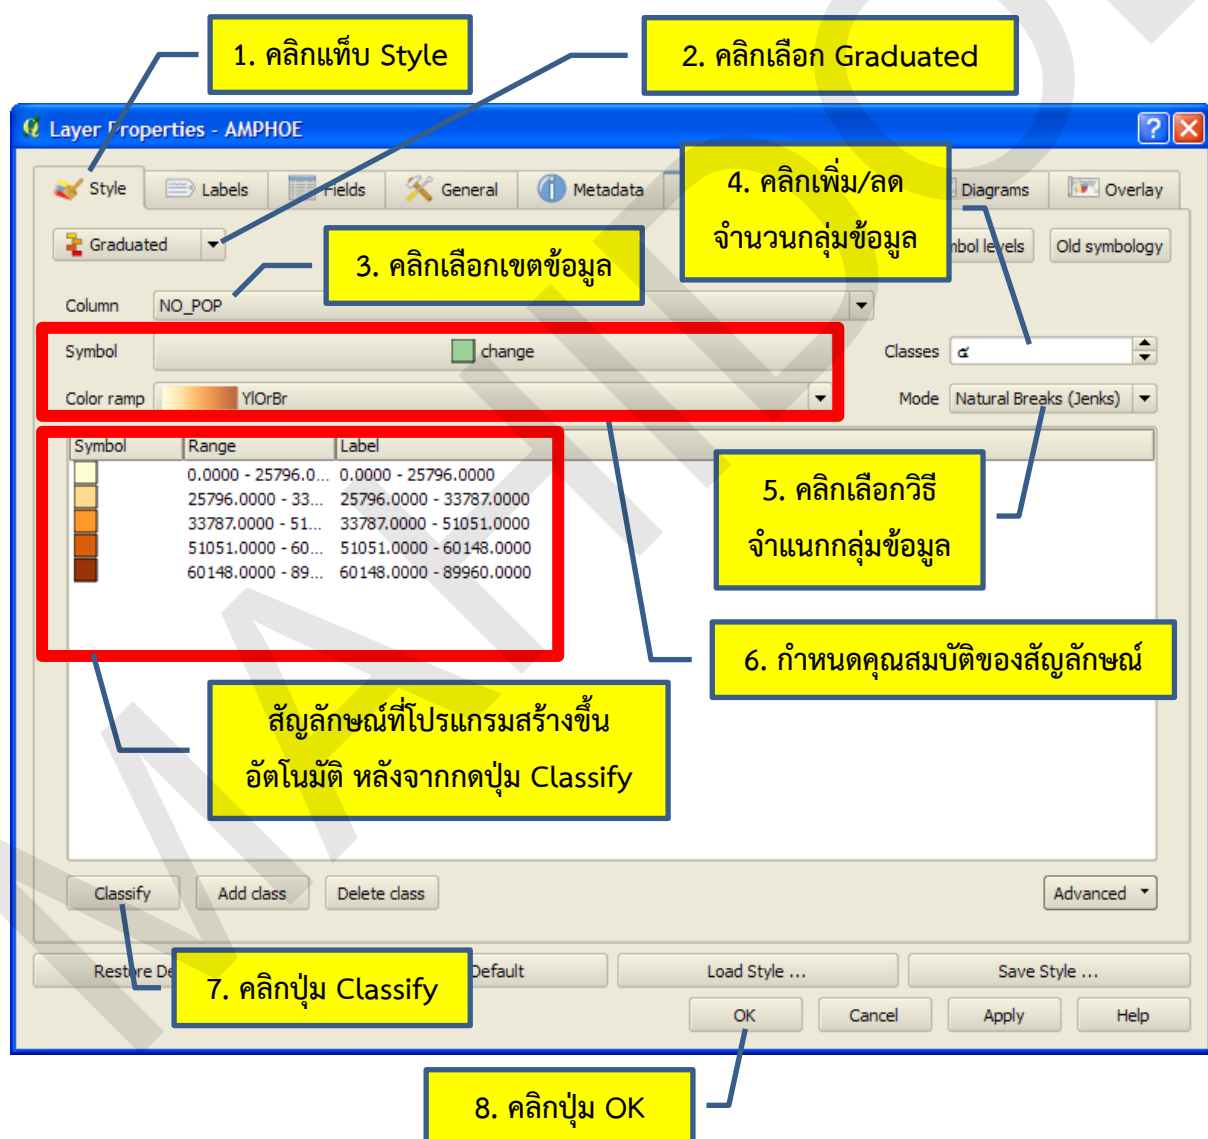 1. คลิกแท็บ Style
2. คลิกเลือก Graduated
Layer Properties - AMPHOE
Style
Labels
Fields
General
Metadata
4. คลิกเพิ่ม/ลด
จำนวนกลุ่มข้อมูล
Diagrams
Overlay
Graduated
3. คลิกเลือกเขตข้อมูล
levels
Old symbology
Column
NO_POP
Symbol
change
Classes
๕
Color ramp
YlOrBr
Mode
Natural Breaks (Jenks)
Symbol Range Label
0.0000 - 25796.0... 0.0000 - 25796.0000
25796.0000 - 33... 25796.0000 - 33787.0000
33787.0000 - 51... 33787.0000 - 51051.0000
51051.0000 - 60... 51051.0000 - 60148.0000
60148.0000 - 89... 60148.0000 - 89960.0000
5. คลิกเลือกวิธี
จำแนกกลุ่มข้อมูล
6. กำหนดคุณสมบัติของสัญลักษณ์
สัญลักษณ์ที่โปรแกรมสร้างขึ้น
อัตโนมัติ หลังจากกดปุ่ม Classify
Classify
Add class
Delete class
Advanced
Restore
Default
Load Style ...
Save Style ...
7. คลิกปุ่ม Classify
OK
Cancel
Apply
Help
8. คลิกปุ่ม OK